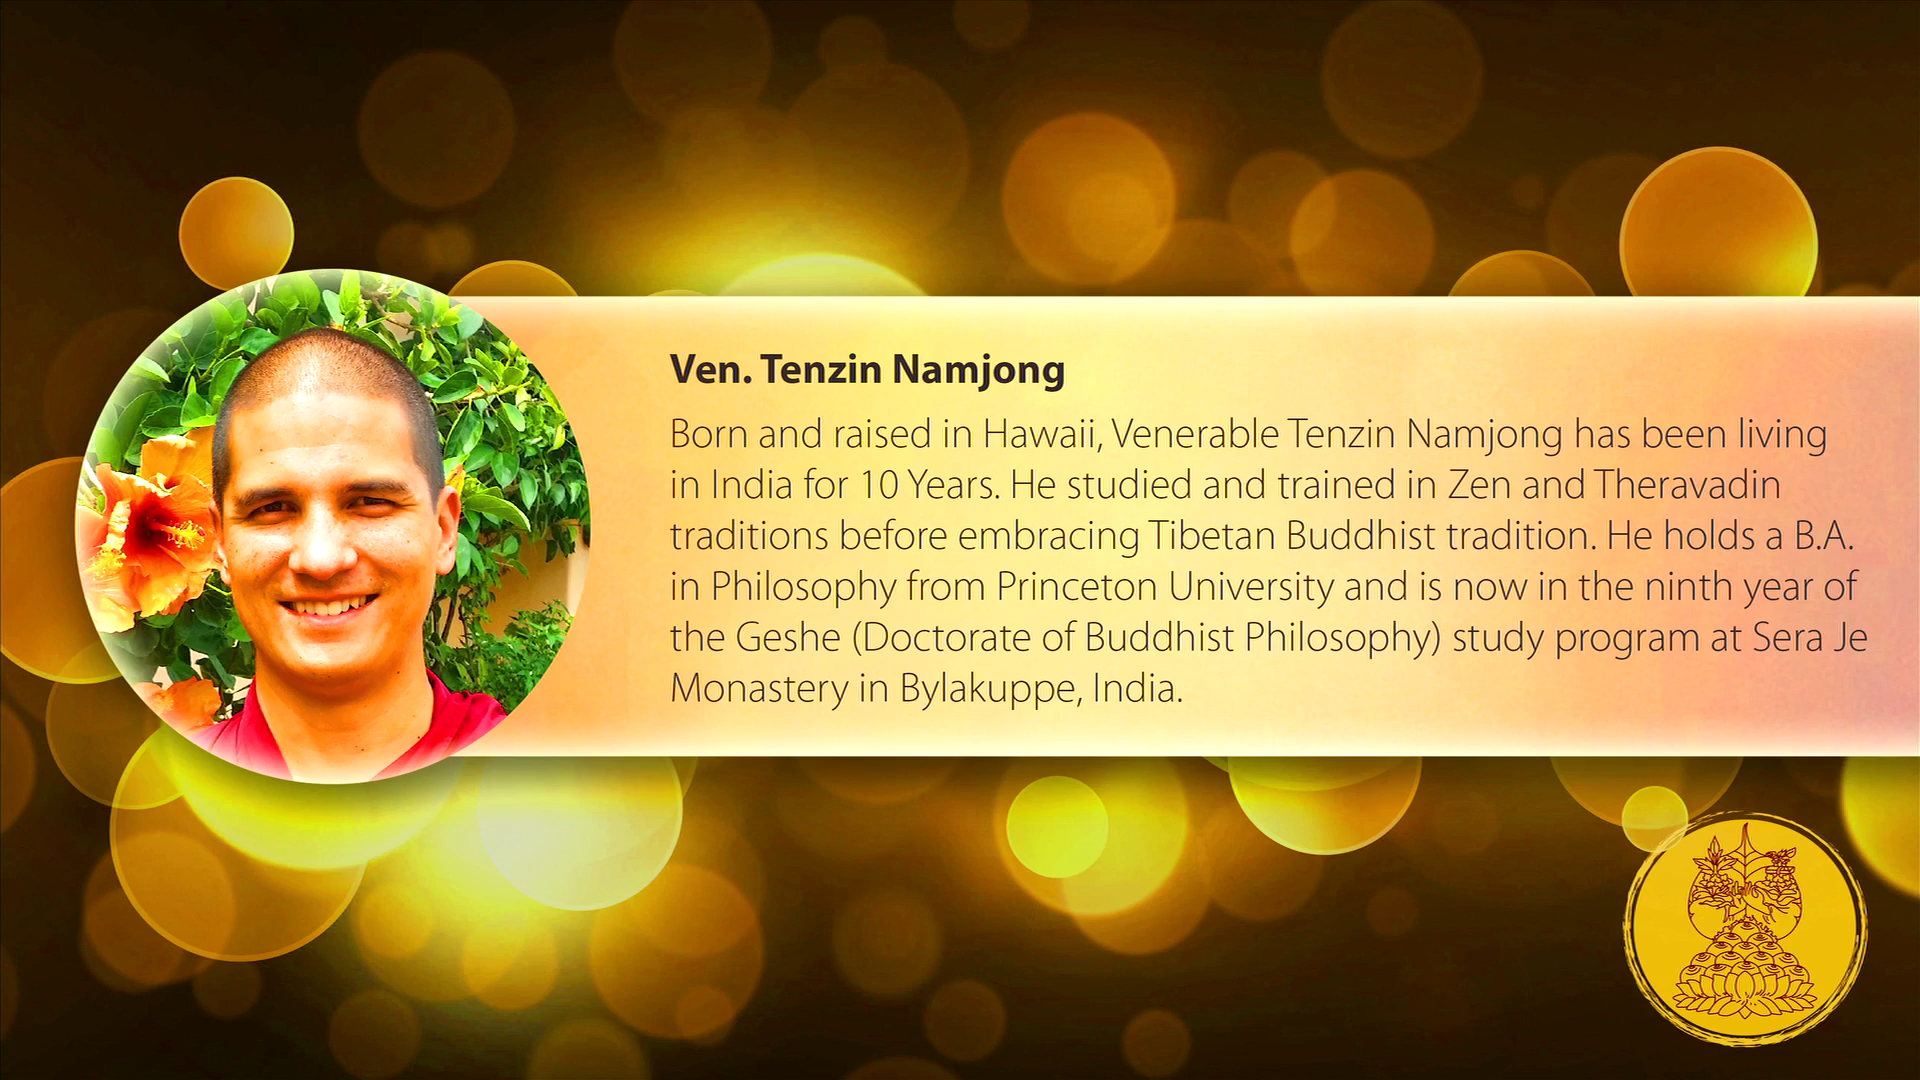 Ven. Tenzin Namjong
Born and raised in Hawaii, Venerable Tenzin Namjong has been living
in India for 10 Years. He studied and trained in Zen and Theravadin
traditions before embracing Tibetan Buddhist tradition. He holds a B.A.
in Philosophy from Princeton University and is now in the ninth year of
the Geshe (Doctorate of Buddhist Philosophy) study program at Sera Je
Monastery in Bylakuppe, India.